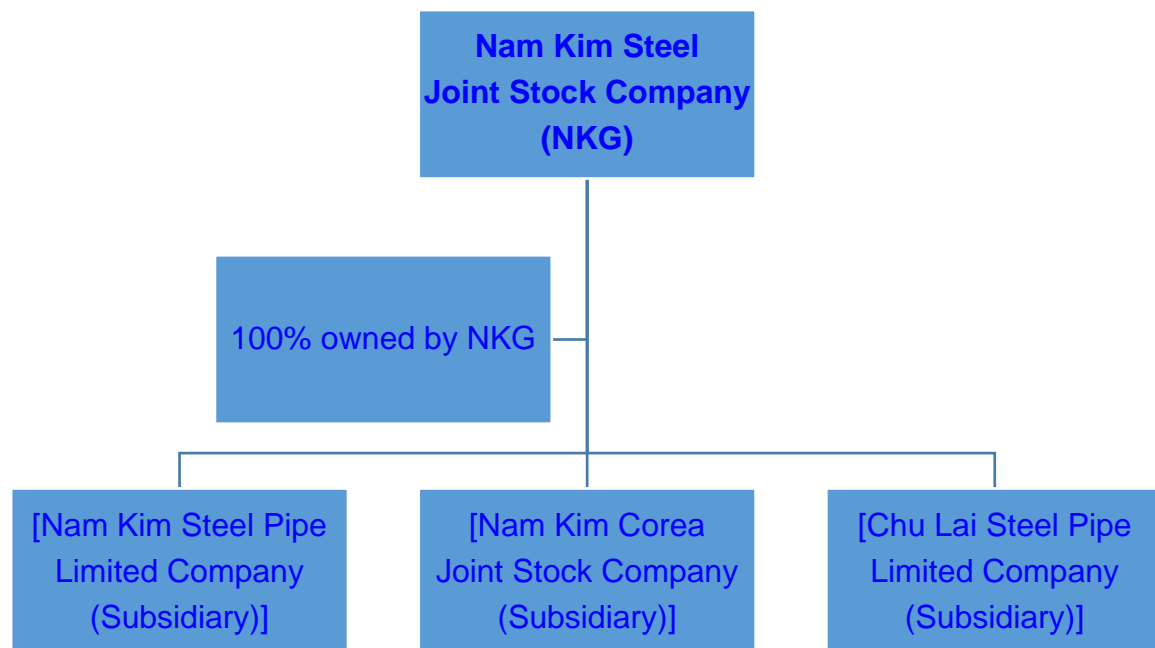 Nam Kim Steel
Joint Stock Company
(NKG)
100% owned by NKG
[Nam Kim Steel Pipe
Limited Company
(Subsidiary)]
[Nam Kim Corea
Joint Stock Company
(Subsidiary)]
[Chu Lai Steel Pipe
Limited Company
(Subsidiary)]